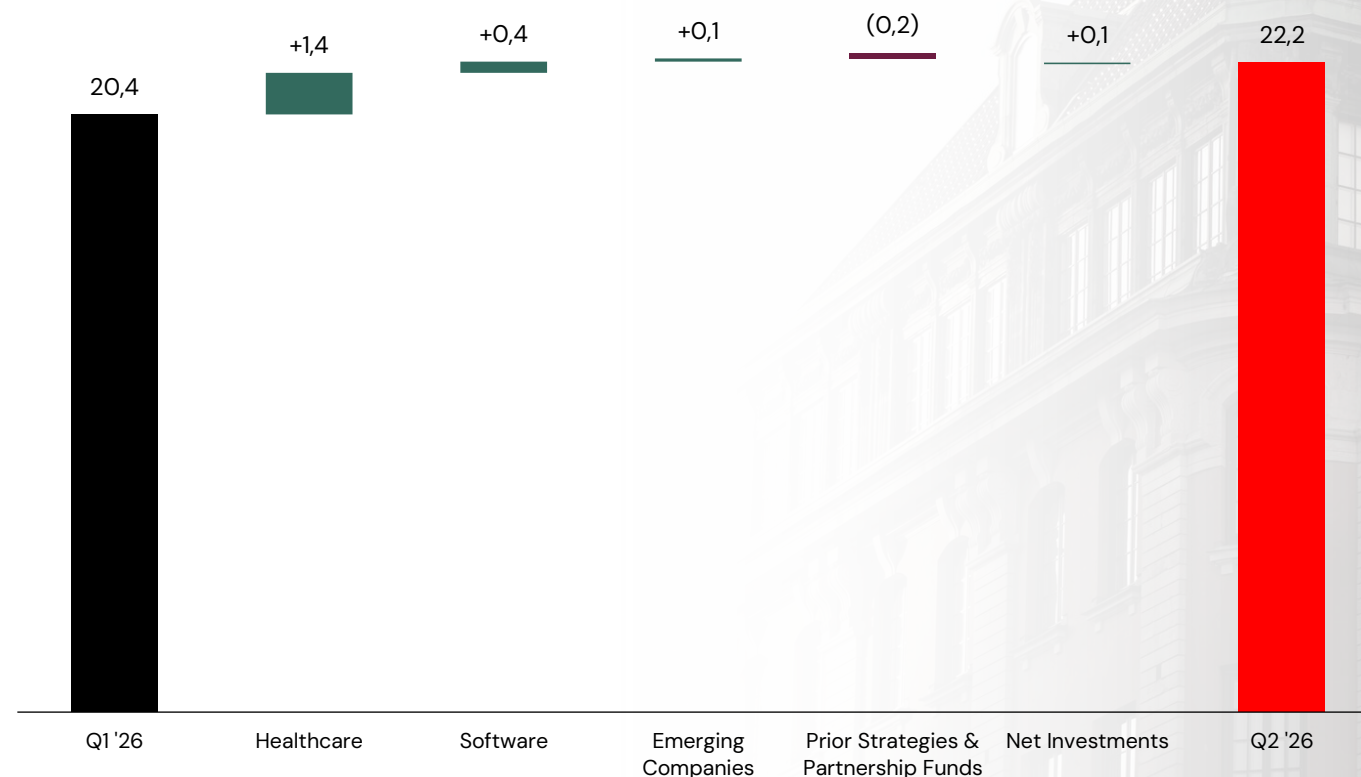 20,4
+1,4
+0,4
+0,1
(0,2)
+0,1
22,2
Q1 '26
Healthcare
Software
Emerging
Companies
Prior Strategies &
Partnership Funds
Net Investments
Q2 '26